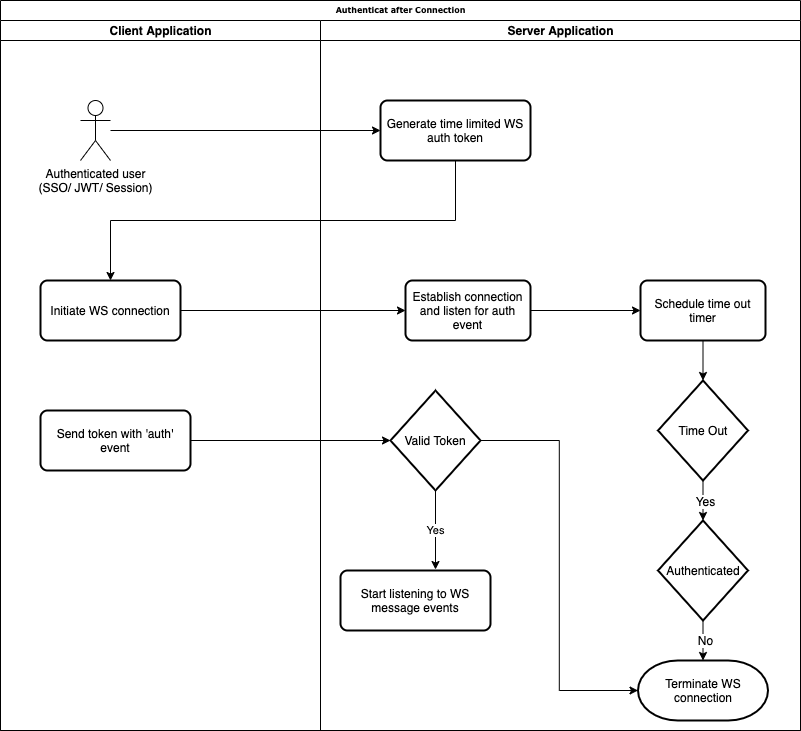 Authenticat after Connection
Client Application
Server Application
Generate time limited WS
auth token
Authenticated user
(SSO/ JWT/ Session)
Initiate WS connection
Establish connection
and listen for auth
event
Schedule time out
timer
Send token with 'auth'
event
Valid Token
Time Out
Yes
Yes
Start listening to WS
message events
Authenticated
No
Terminate WS
connection